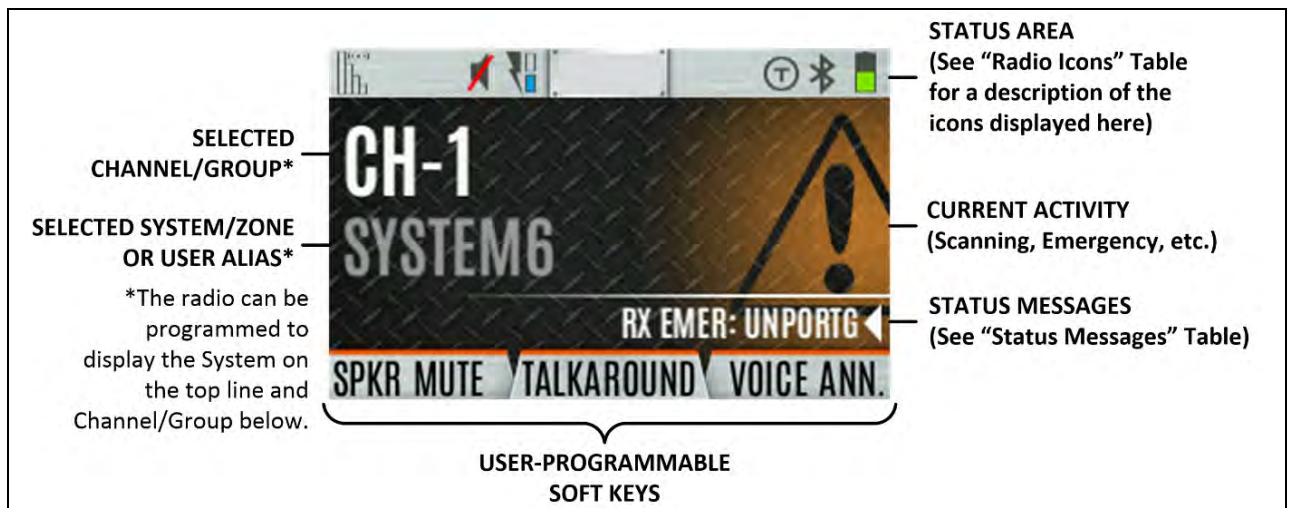 STATUS AREA
(See “Radio Icons” Table
for a description of the
icons displayed here)
SELECTED
CHANNEL/GROUP*
SELECTED SYSTEM/ZONE
OR USER ALIAS*
*The radio can be
programmed to
display the System on
the top line and
Channel/Group below.
T
CH-1
SYSTEM6
RX EMER: UNPORTG
SPKR MUTE TALKAROUND VOICE ANN.
CURRENT ACTIVITY
(Scanning, Emergency, etc.)
STATUS MESSAGES
(See “Status Messages” Table)
USER-PROGRAMMABLE
SOFT KEYS